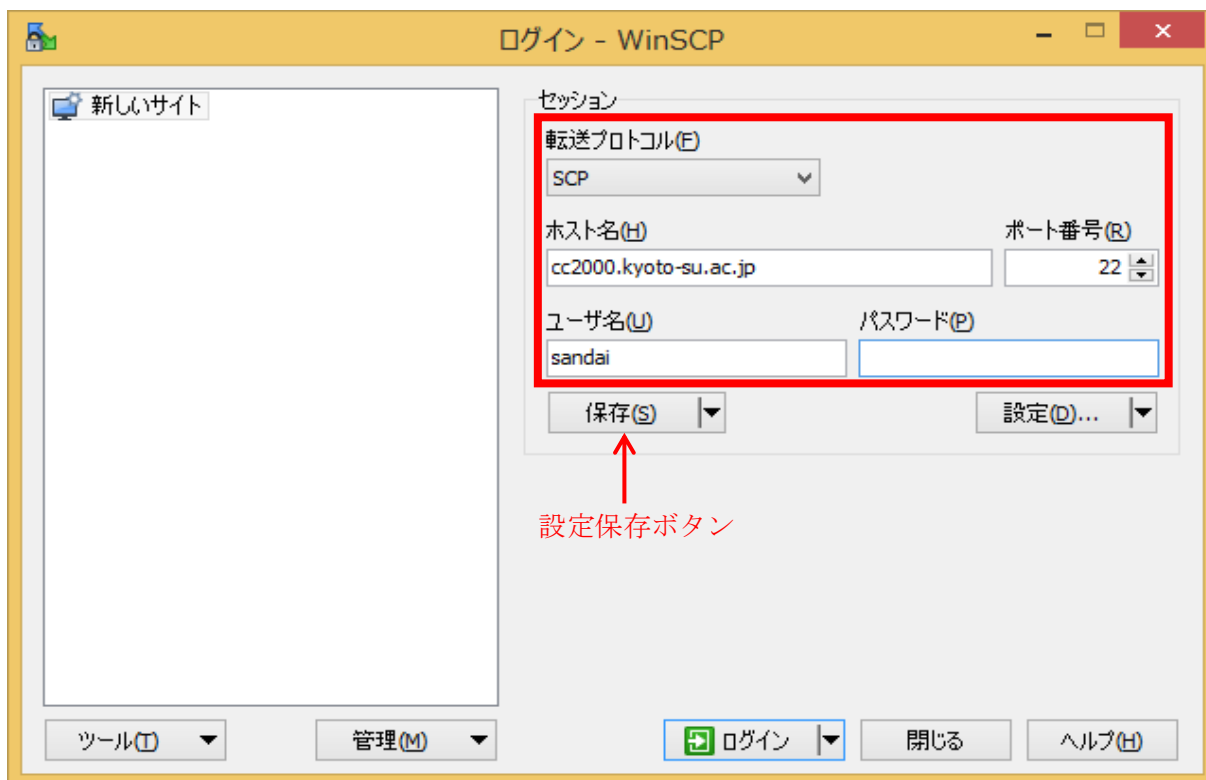 ログイン - WinSCP
新しいサイト
セッション
転送プロトコル(F)
SCP
ホスト名(H) ポート番号(R)
cc2000.kyoto-su.ac.jp 22
ユーザ名(U) パスワード(P)
sandai
保存(S) 設定(D)...
設定保存ボタン
ツール(T) 管理(M) ログイン 閉じる ヘルプ(H)